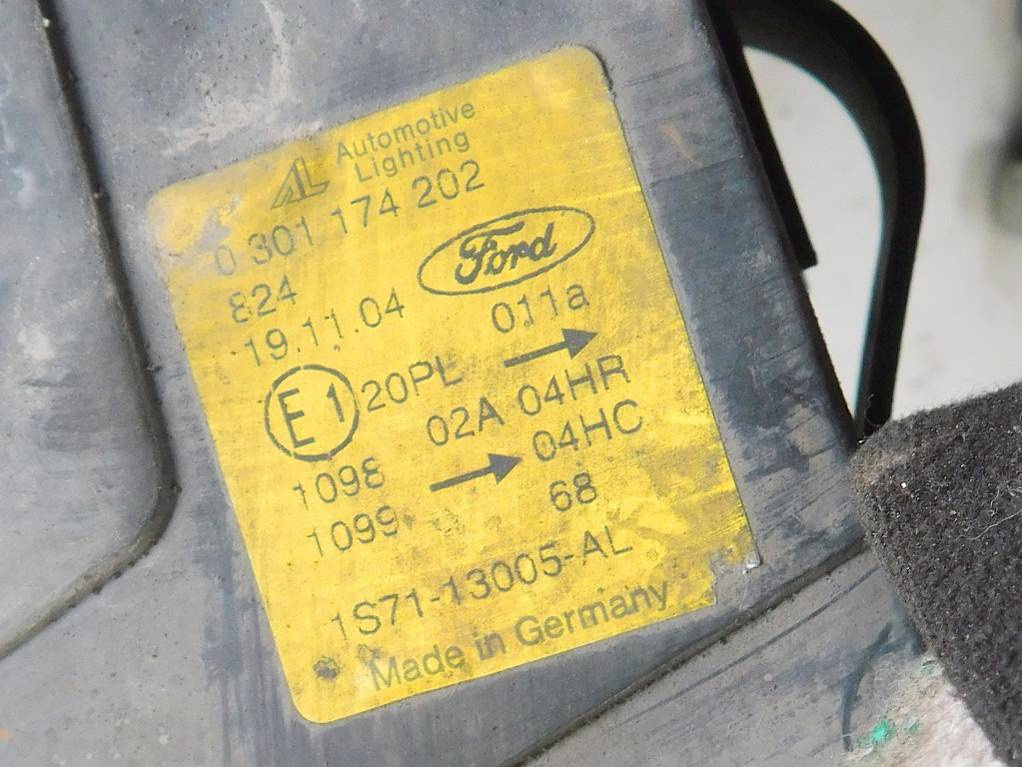 AL Automotive
Lighting
0 301 174 202
824
Ford
19.11.04
011a
E1 20PL →
02A 04HR
1098 → 04HC
1099 68
1S71-13005-AL
Made in Germany